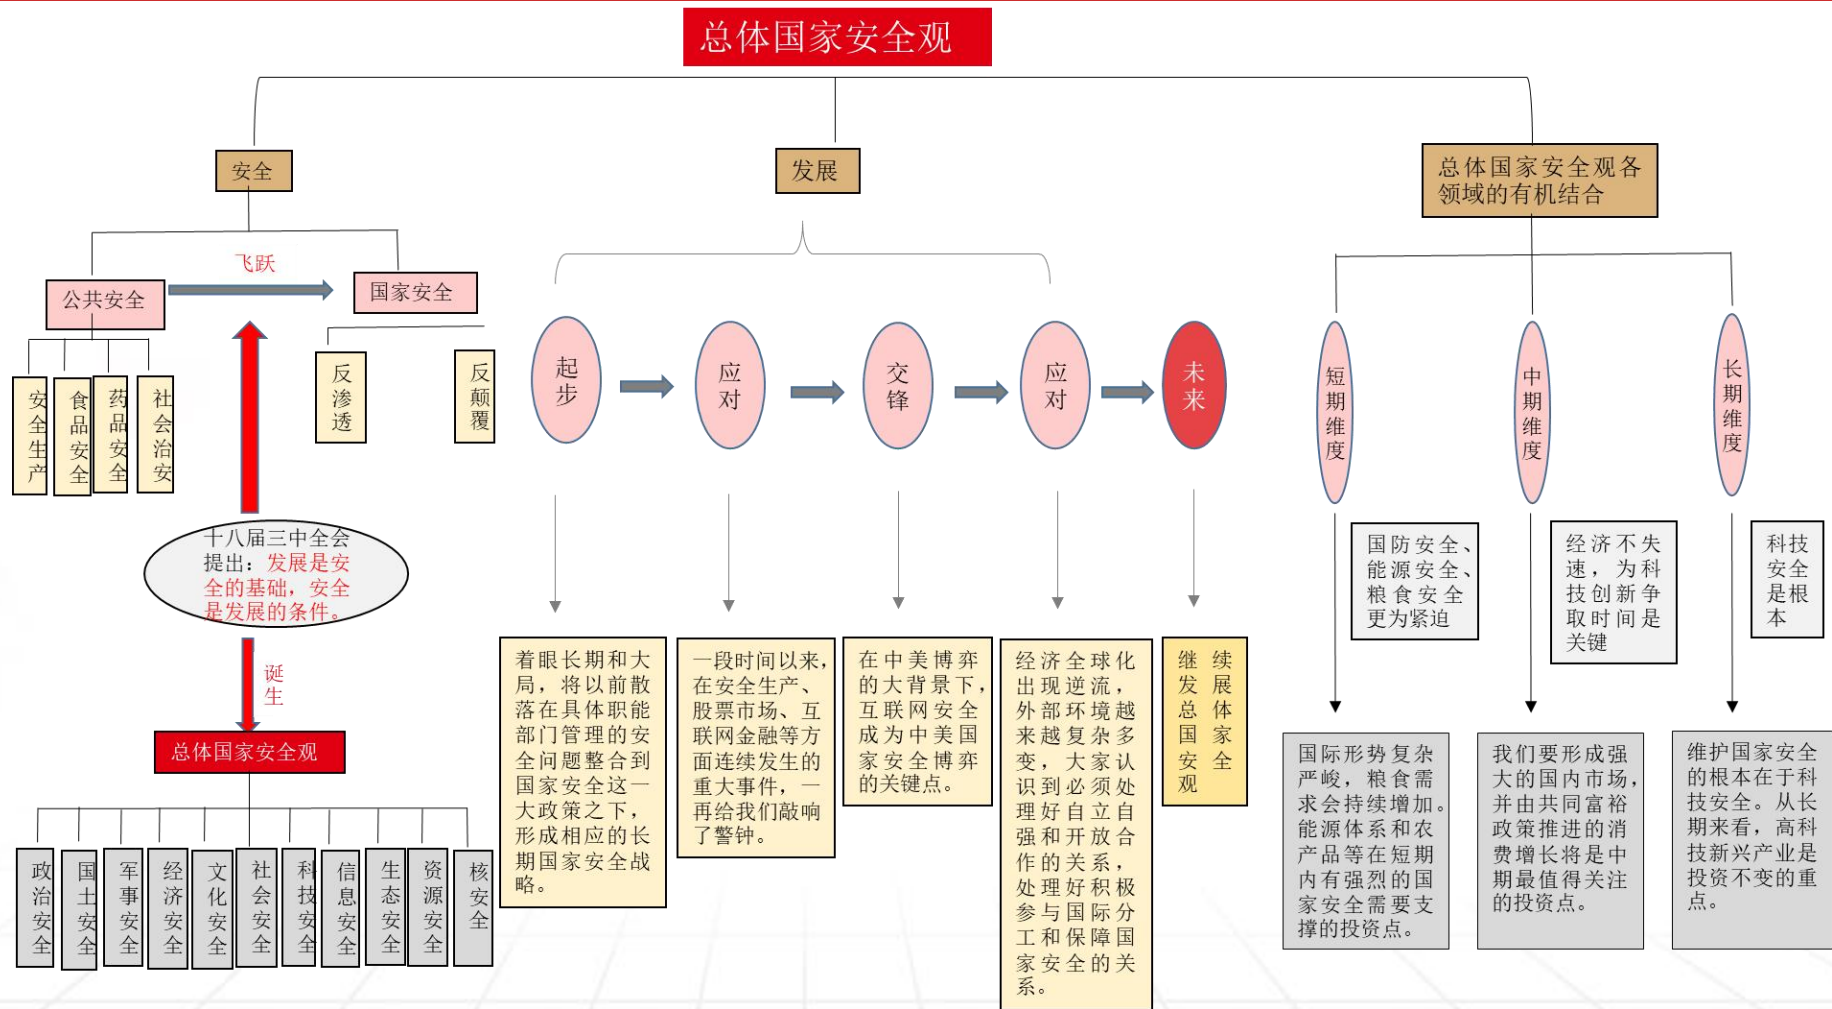 总体国家安全观
安全
发展
总体国家安全观各
领域的有机结合
飞跃
公共安全
国家安全
安全生产
食品安全
药品安全
社会治安
反渗透
反颠覆
十八届三中全会
提出：发展是安
全的基础，安全
是发展的条件。
诞生
总体国家安全观
政治安全
国土安全
军事安全
经济安全
文化安全
社会安全
科技安全
信息安全
生态安全
资源安全
核安全
起步
应对
交锋
应对
未来
着眼长期和大
局，将以前散
落在具体职能
部门管理的安
全问题整合到
国家安全这一
大政策之下，
形成相应的长
期国家安全战
略。
一段时间以来，
在安全生产、
股票市场、互
联网金融等方
面连续发生的
重大事件，一
再给我们敲响
了警钟。
在中美博弈
的大背景下，
互联网安全
成为中美国
家安全博弈
的关键点。
经济全球化
出现逆流，
外部环境越
来越复杂多
变，大家认
识到必须处
理好自立自
强和开放合
作的关系，
处理好积极
参与国际分
工和保障国
家安全的关
系。
继续
发展
总体
国家
安全
观
短期维度
中期维度
长期维度
国防安全、
能源安全、
粮食安全
更为紧迫
经济不失
速，为科
技创新争
取时间是
关键
科技
安全
是根
本
国际形势复杂
严峻，粮食需
求会持续增加。
能源体系和农
产品等在短期
内有强烈的国
家安全需要支
撑的投资点。
我们要形成强
大的国内市场，
并由共同富裕
政策推进的消
费增长将是中
期最值得关注
的投资点。
维护国家安全
的根本在于科
技安全。从长
期来看，高科
技新兴产业是
投资不变的重
点。